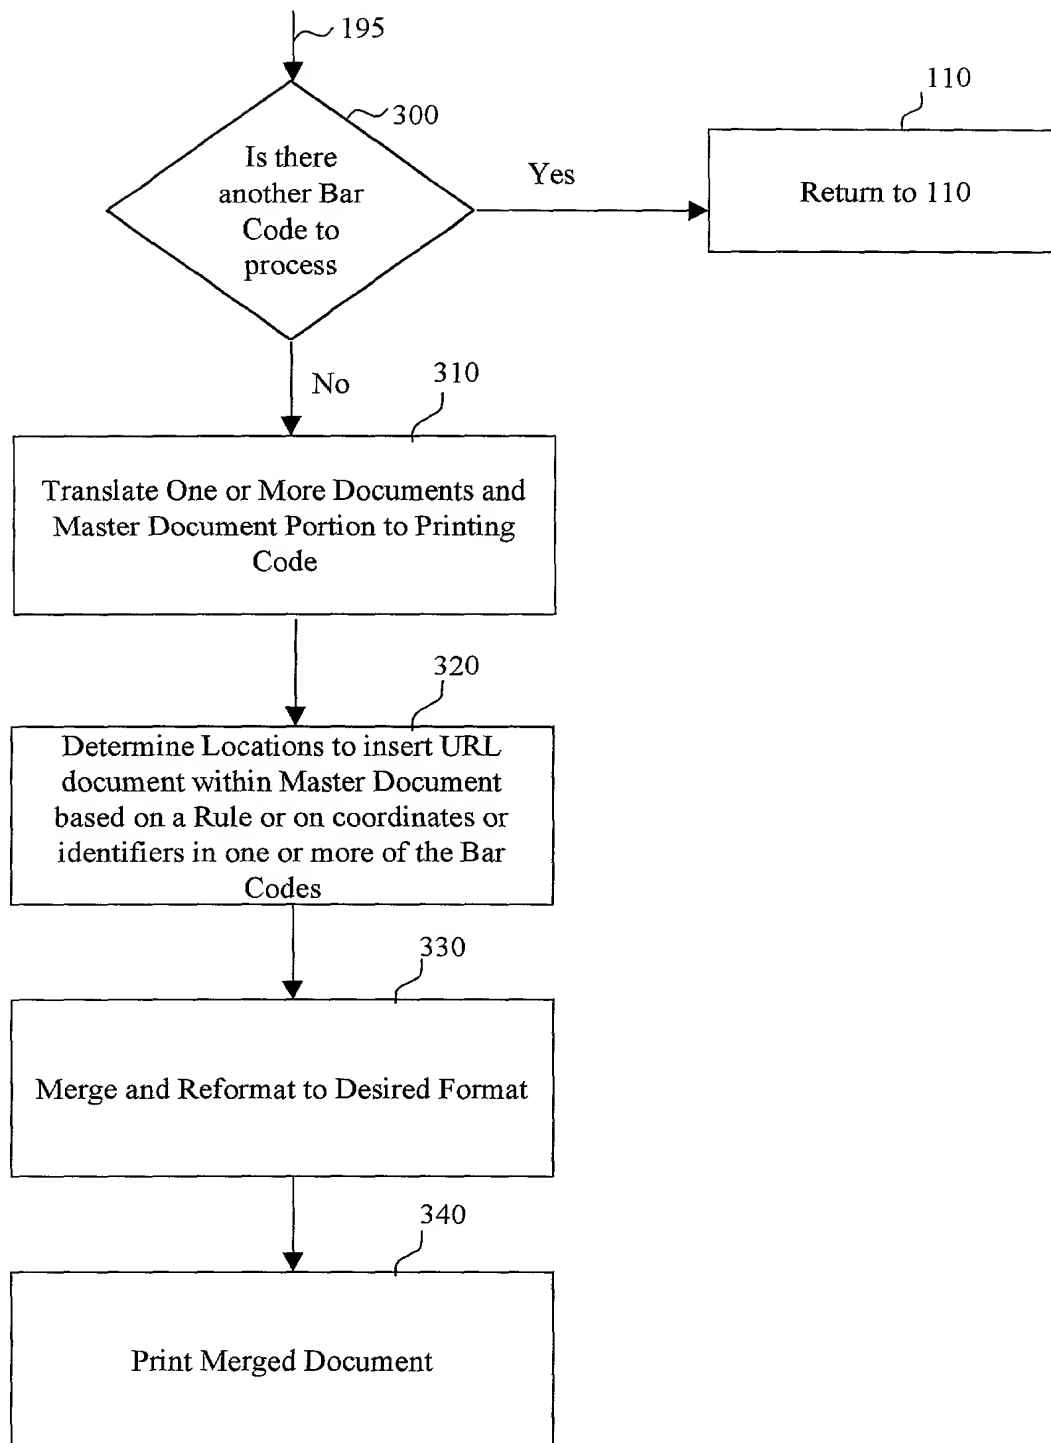 195
300
110
Is there
another Bar
Code to
process
Yes
Return to 110
No
310
Translate One or More Documents and
Master Document Portion to Printing
Code
320
Determine Locations to insert URL
document within Master Document
based on a Rule or on coordinates or
identifiers in one or more of the Bar
Codes
330
Merge and Reformat to Desired Format
340
Print Merged Document